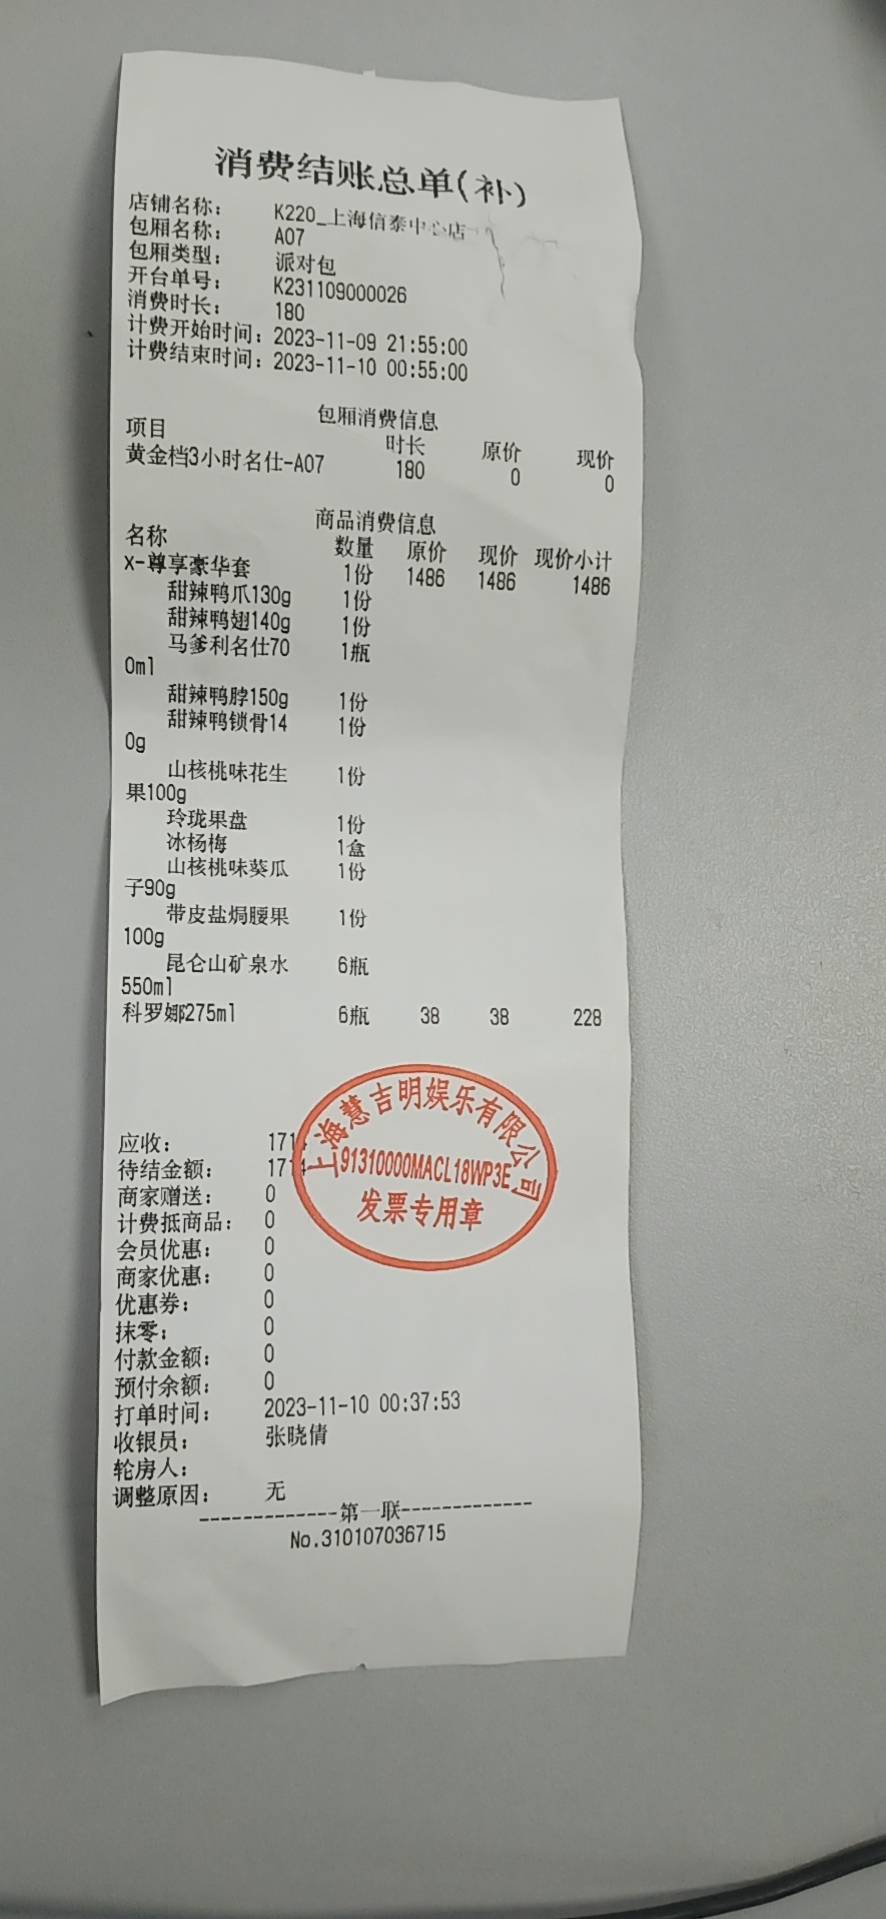 消费结账总单(补)
店铺名称： K220_上海信泰中心店
包厢名称： A07
包厢类型： 派对包
开台单号： K231109000026
消费时长： 180
计费开始时间：2023-11-09 21:55:00
计费结束时间：2023-11-10 00:55:00
包厢消费信息
项目 时长 原价 现价
黄金档3小时名仕-A07 180 0 0
商品消费信息
名称 数量 原价 现价 现价小计
X-尊享豪华套 1份 1486 1486 1486
甜辣鸭爪130g 1份
甜辣鸭翅140g 1份
马爹利名仕70 1瓶
0ml
甜辣鸭脖150g 1份
甜辣鸭锁骨14 1份
0g
山核桃味花生 1份
果100g
玲珑果盘 1份
冰杨梅 1盒
山核桃味葵瓜 1份
子90g
带皮盐焗腰果 1份
100g
昆仑山矿泉水 6瓶
550ml
科罗娜275ml 6瓶 38 38 228
应收： 1714
待结金额： 1714
商家赠送： 0
计费抵商品： 0
会员优惠： 0
商家优惠： 0
优惠券： 0
抹零： 0
付款金额： 0
预付余额： 0
打单时间： 2023-11-10 00:37:53
收银员： 张晓倩
轮房人：
调整原因： 无
-------------第一联-------------
No.310107036715
上海慧吉明娱乐有限公司
91310000MACL18WP3E
发票专用章